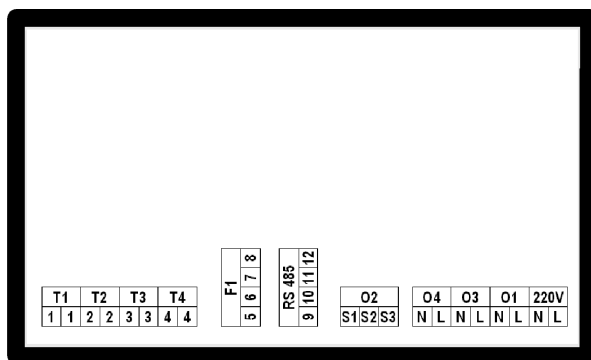 T1 T2 T3 T4
1 1 2 2 3 3 4 4
F1
5 6 7 8
RS 485
9 10 11 12
O2
S1 S2 S3
O4 O3 O1 220V
N L N L N L N L